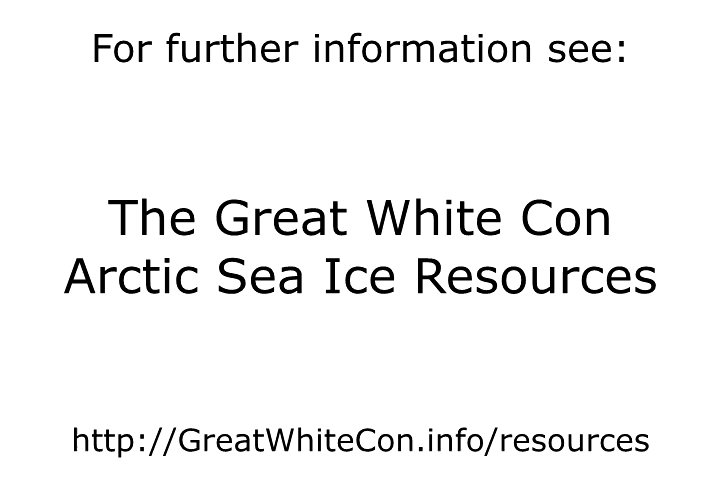 For further information see:
The Great White Con
Arctic Sea Ice Resources
http://GreatWhiteCon.info/resources